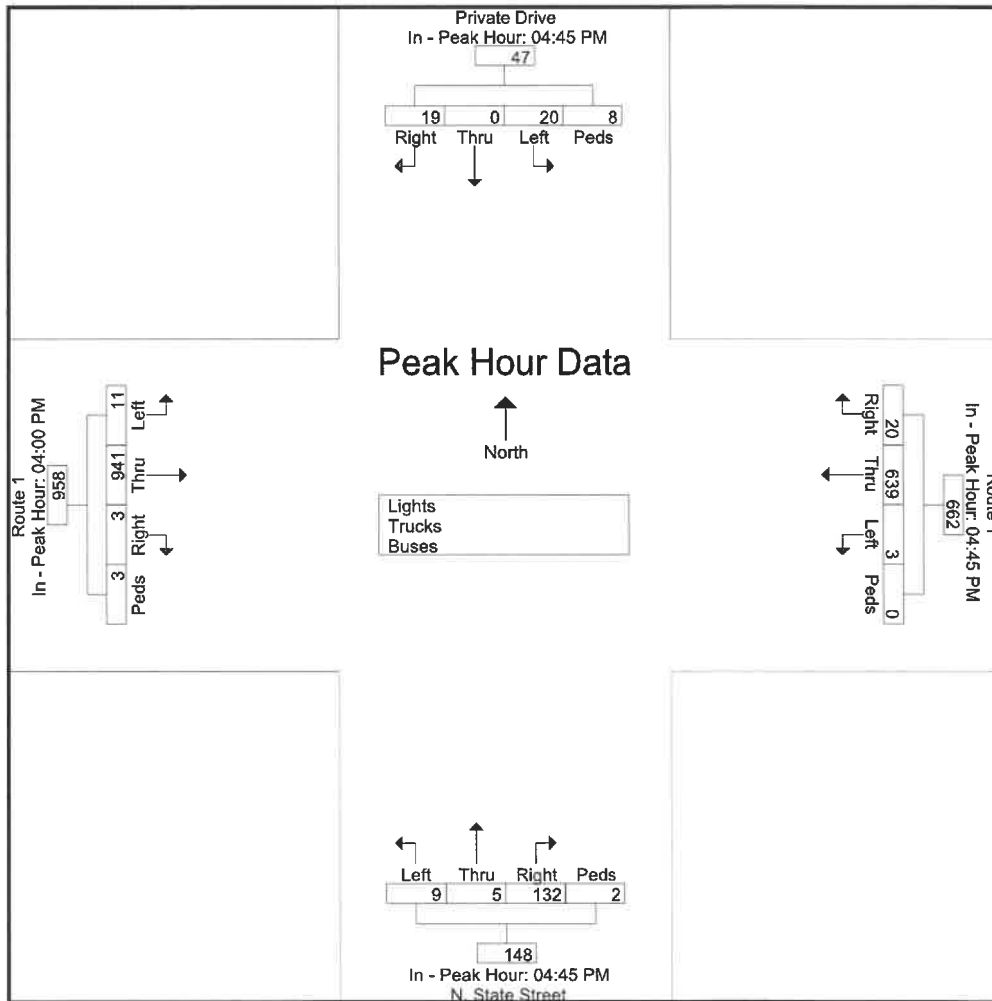 Private Drive
In - Peak Hour: 04:45 PM
47
19 0 20 8
Right Thru Left Peds
Peak Hour Data
North
Lights
Trucks
Buses
Route 1
In - Peak Hour: 04:00 PM
958
11 941 3 3
Left Thru Right Peds
Route 1
In - Peak Hour: 04:45 PM
662
20 639 3 0
Right Thru Left Peds
Left Thru Right Peds
9 5 132 2
148
In - Peak Hour: 04:45 PM
N. State Street